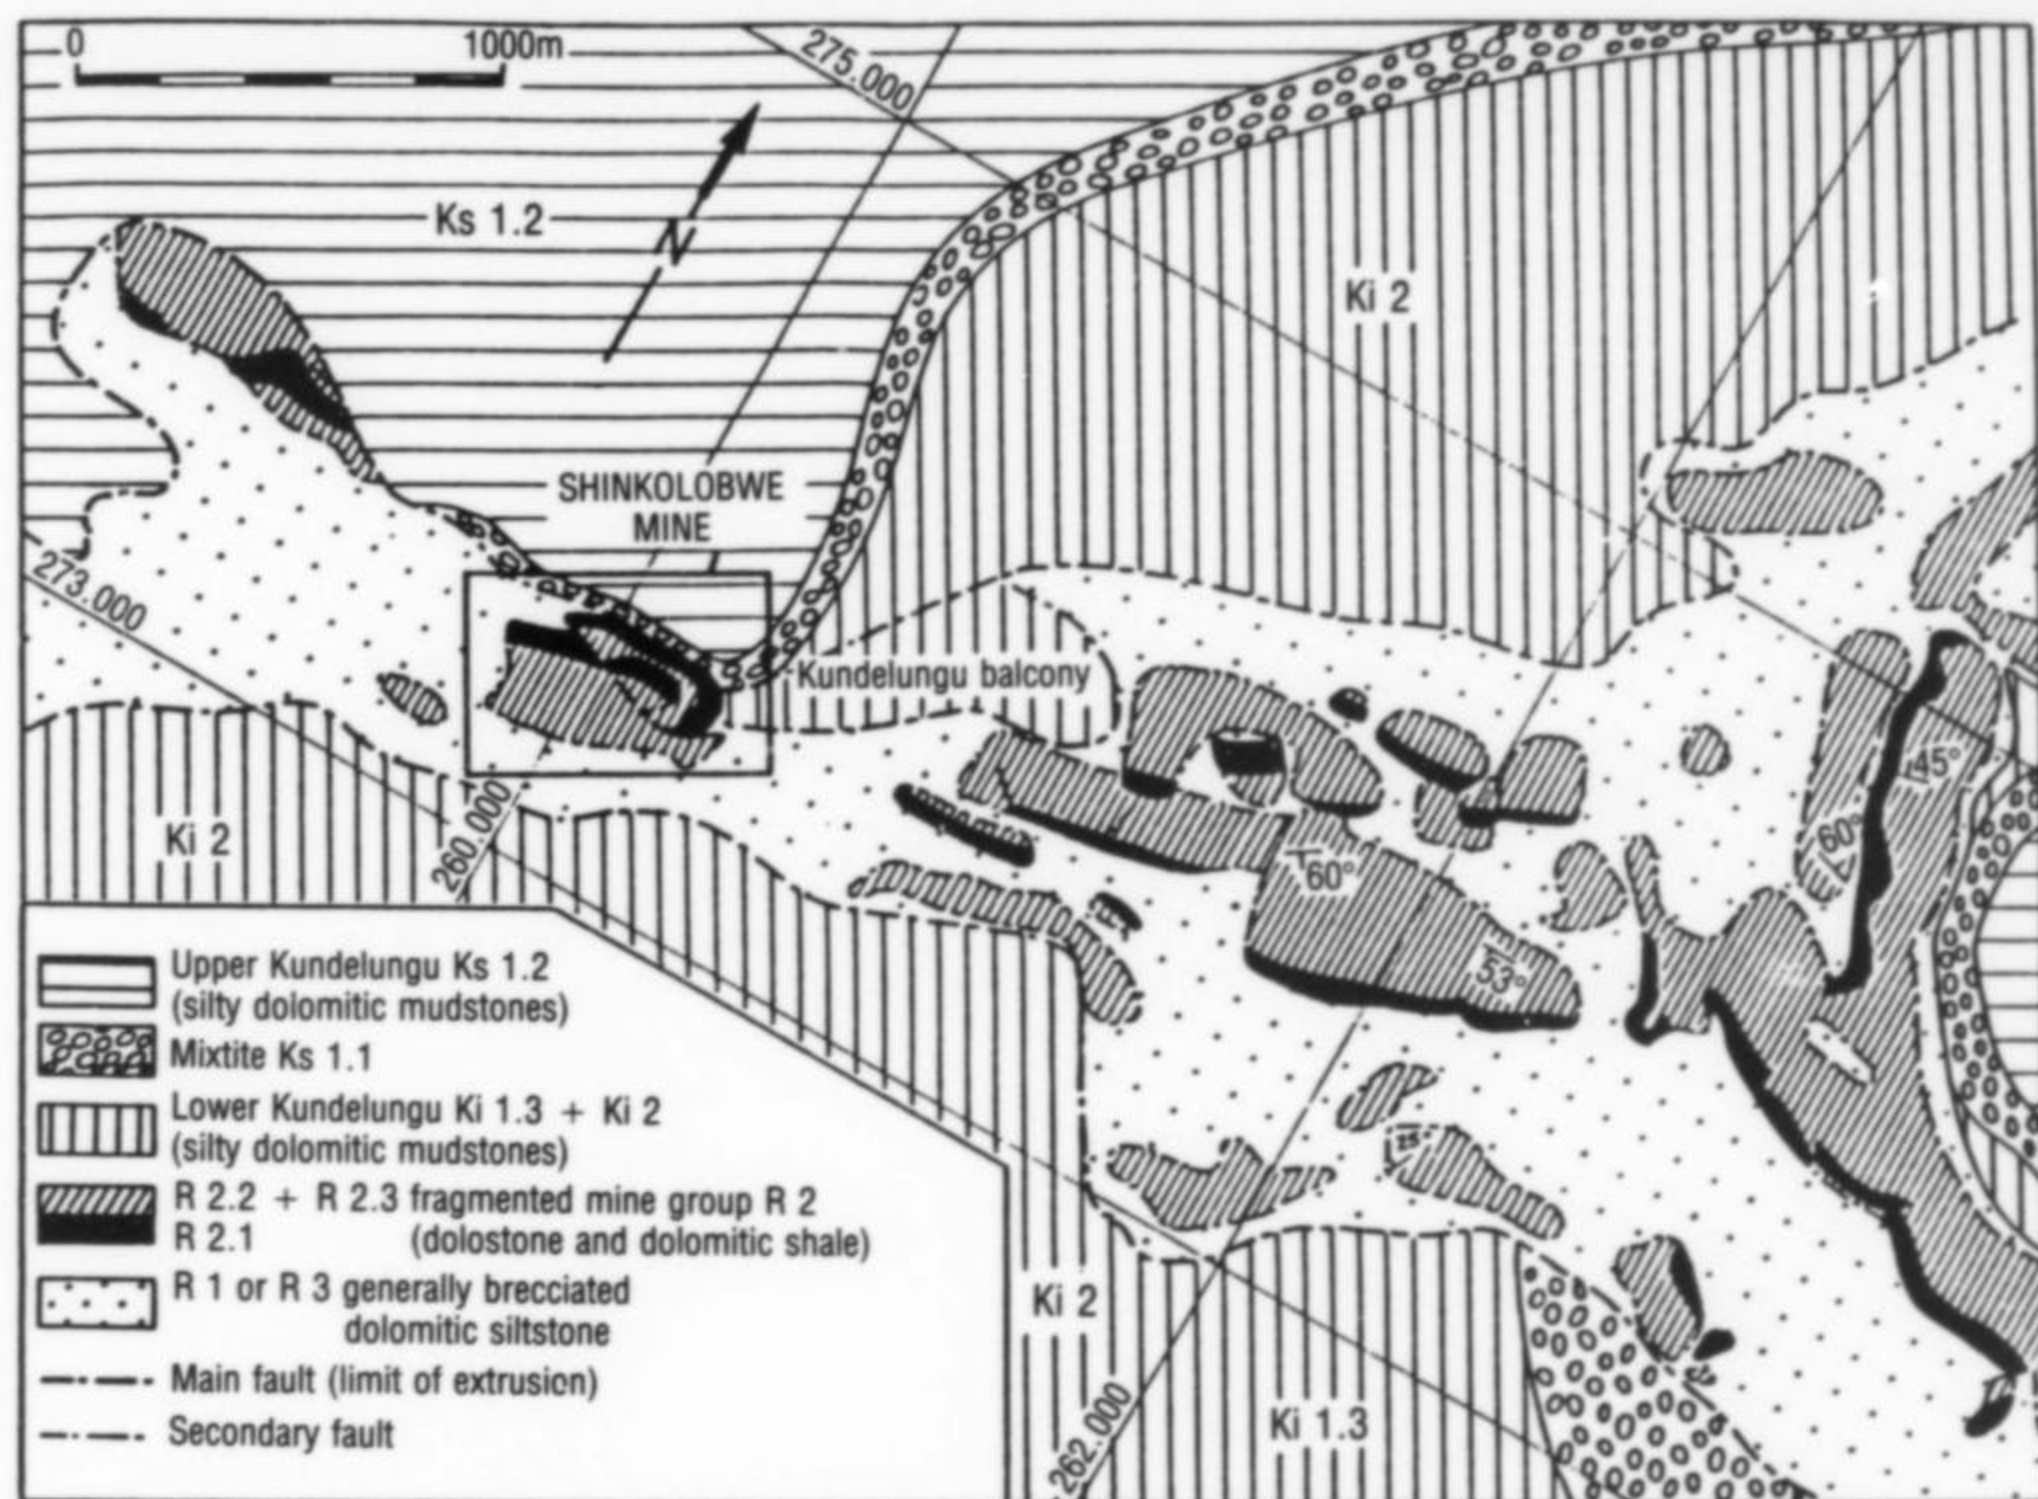 0 1000m
275.000
Ks 1.2
N
Ki 2
SHINKOLOBWE
MINE
273.000
Kundelungu balcony
45°
60°
Ki 2
260.000
60°
53°
Upper Kundelungu Ks 1.2
(silty dolomitic mudstones)
Mixtite Ks 1.1
Lower Kundelungu Ki 1.3 + Ki 2
(silty dolomitic mudstones)
R 2.2 + R 2.3 fragmented mine group R 2
R 2.1 (dolostone and dolomitic shale)
R 1 or R 3 generally brecciated
dolomitic siltstone
Main fault (limit of extrusion)
Secondary fault
Ki 2
262.000
Ki 1.3